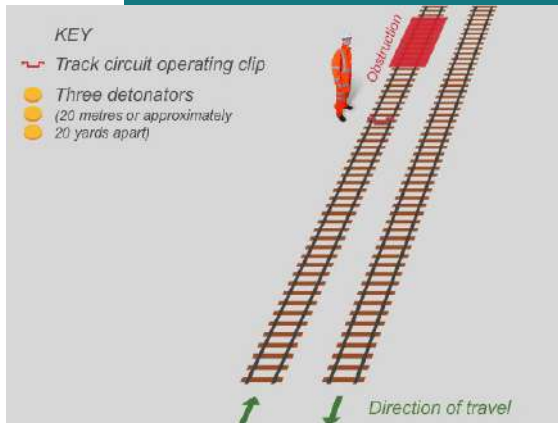 KEY
Track circuit operating clip
Three detonators
(20 metres or approximately
20 yards apart)
Obstruction
Direction of travel